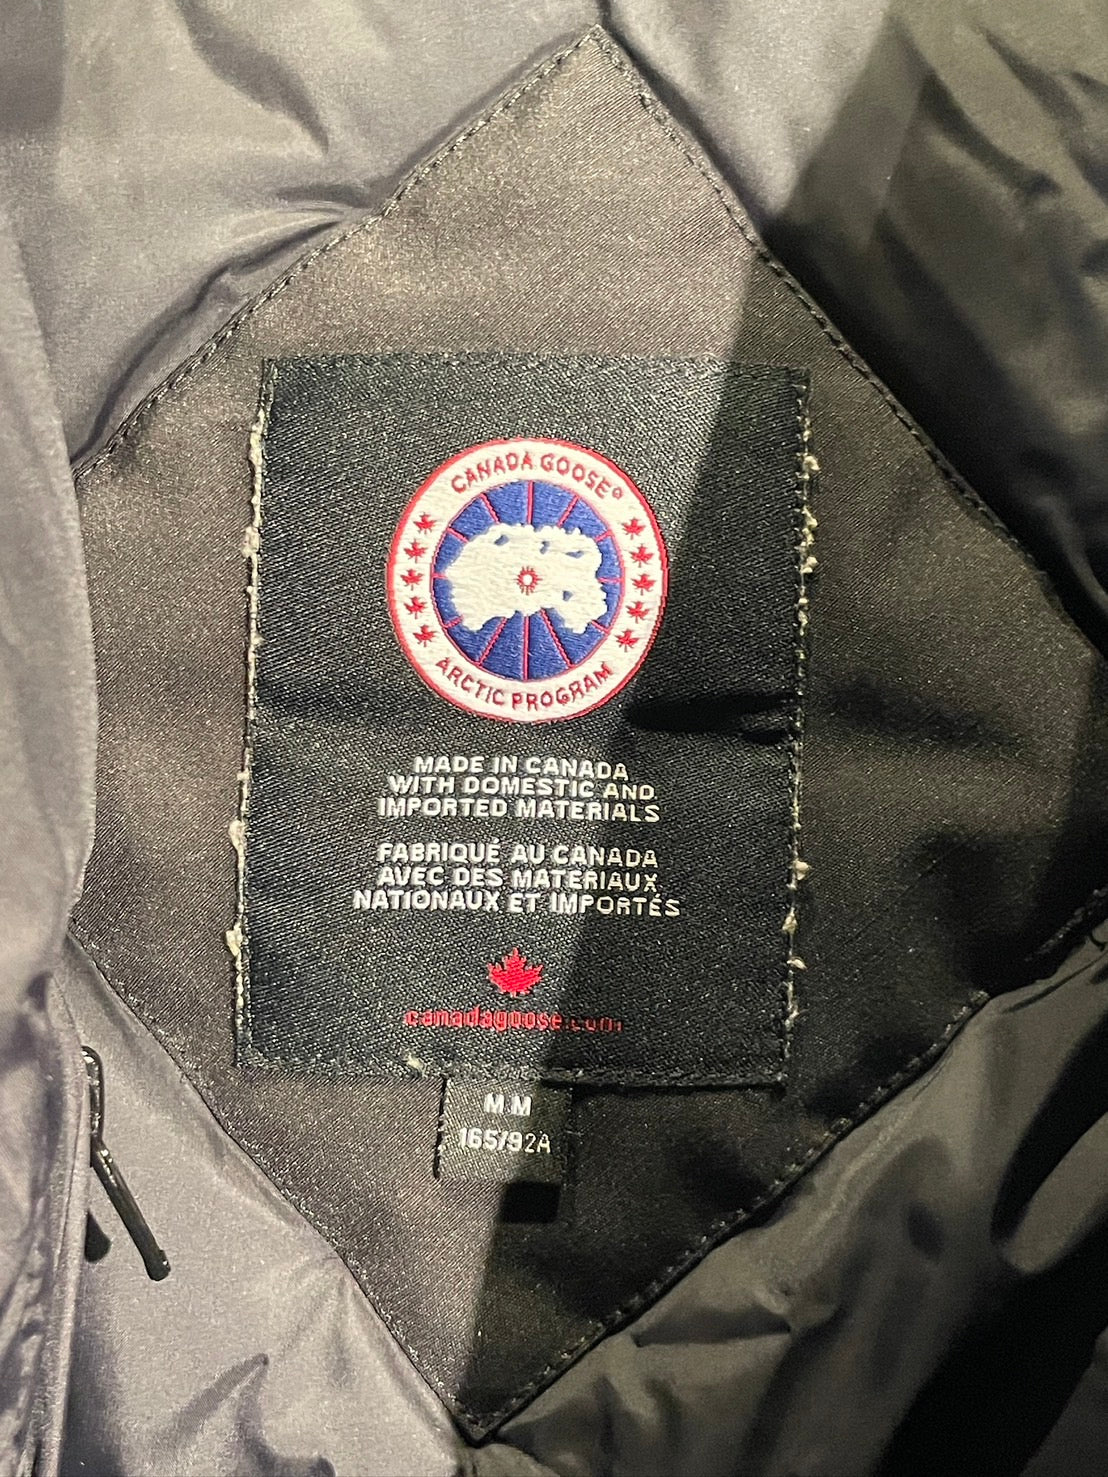 CANADA GOOSE®
ARCTIC PROGRAM
MADE IN CANADA
WITH DOMESTIC AND
IMPORTED MATERIALS
FABRIQUÉ AU CANADA
AVEC DES MATERIAUX
NATIONAUX ET IMPORTÉS
canadagoose.com
M M
165/92A